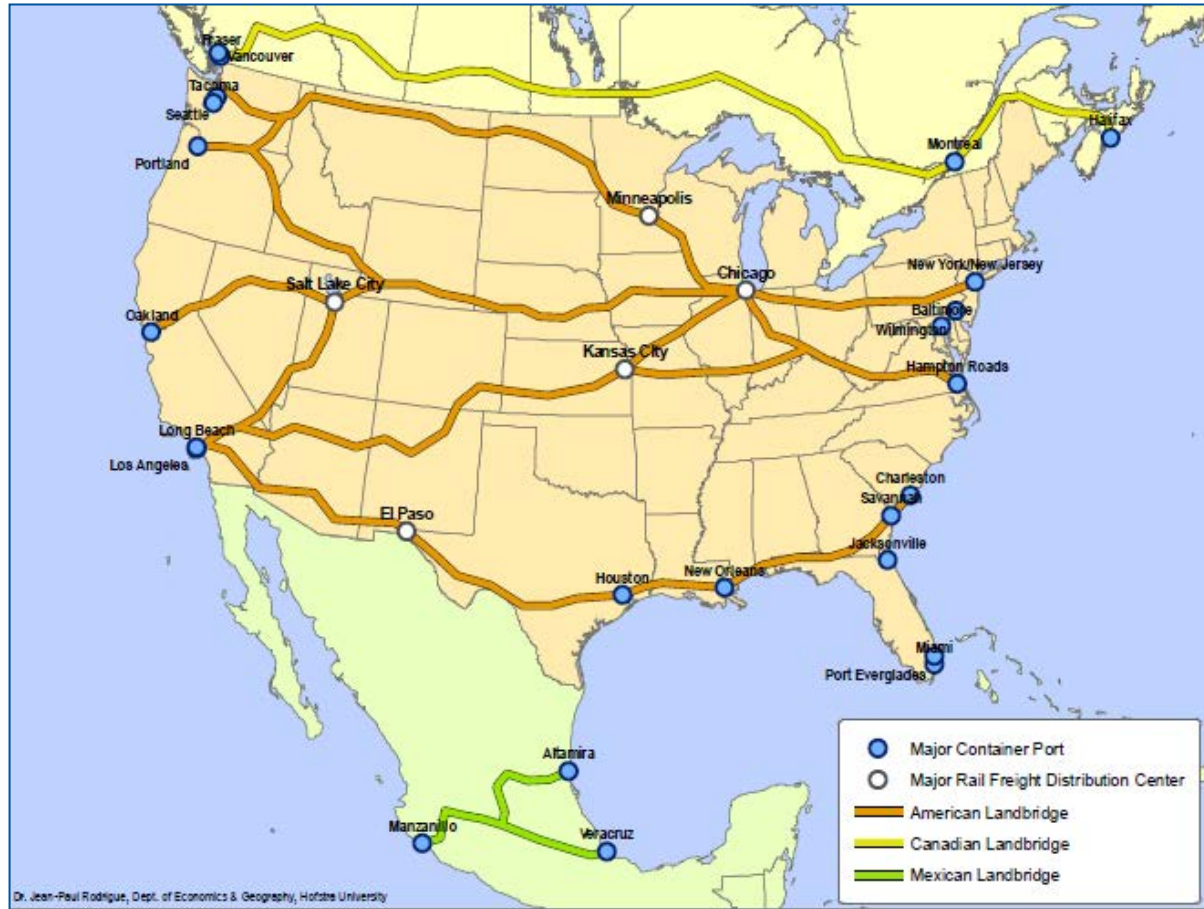 Fraser
Vancouver
Tacoma
Seattle
Portland
Halifax
Montreal
Minneapolis
Chicago
New York/New Jersey
Salt Lake City
Baltimore
Oakland
Wilmington
Kansas City
Hampton Roads
Long Beach
Los Angeles
Charleston
Savannah
El Paso
Jacksonville
Houston
New Orleans
Miami
Port Everglades
Altamira
Manzanillo
Veracruz
Major Container Port
Major Rail Freight Distribution Center
American Landbridge
Canadian Landbridge
Mexican Landbridge
Dr. Jean-Paul Rodrigue, Dept. of Economics & Geography, Hofstra University